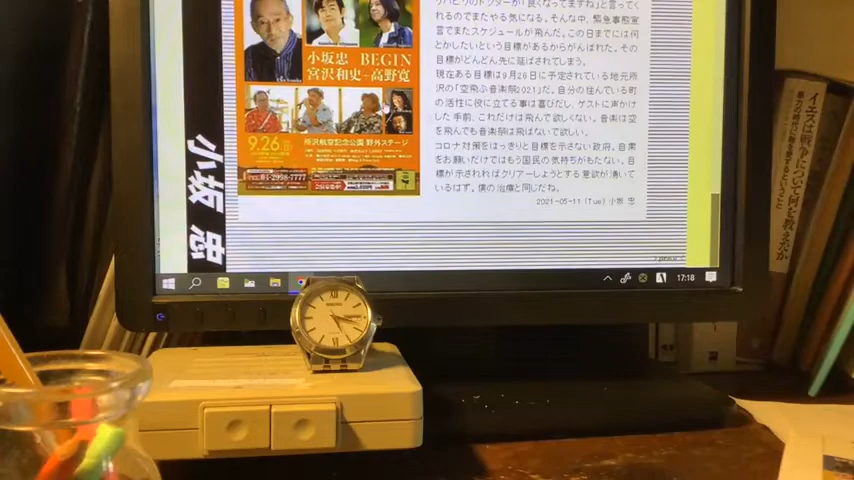 リハビリのドクターが「良くなってますね」と言ってく
れるのでまたやる気になる。そんな中、緊急事態宣
言でまたスケジュールが飛んだ。この日までには何
とかしたいという目標があるからがんばれた。その
目標がどんどん先に延ばされてしまう。
現在ある目標は9月26日に予定されている地元所
沢の「空飛ぶ音楽祭2021」だ。自分の住んでいる町
の活性に役に立てる事は喜びだし、ゲストに声かけ
した手前、これだけは飛んで欲しくない。音楽は空
を飛んでも音楽祭は飛ばないで欲しい。
コロナ対策をはっきりと目標を示さない政府。自粛
をお願いだけではもう国民の気持ちがもたない。目
標が示されればクリアーしようとする意欲が湧いて
いるはず。僕の治療と同じだね。
2021-05-11 (Tue) 小坂 忠
小坂忠 BEGIN
宮沢和史 高野寛
9.26
所沢航空記念公園 野外ステージ
小坂 忠
17:18
イエスは戦争について何を教えたか